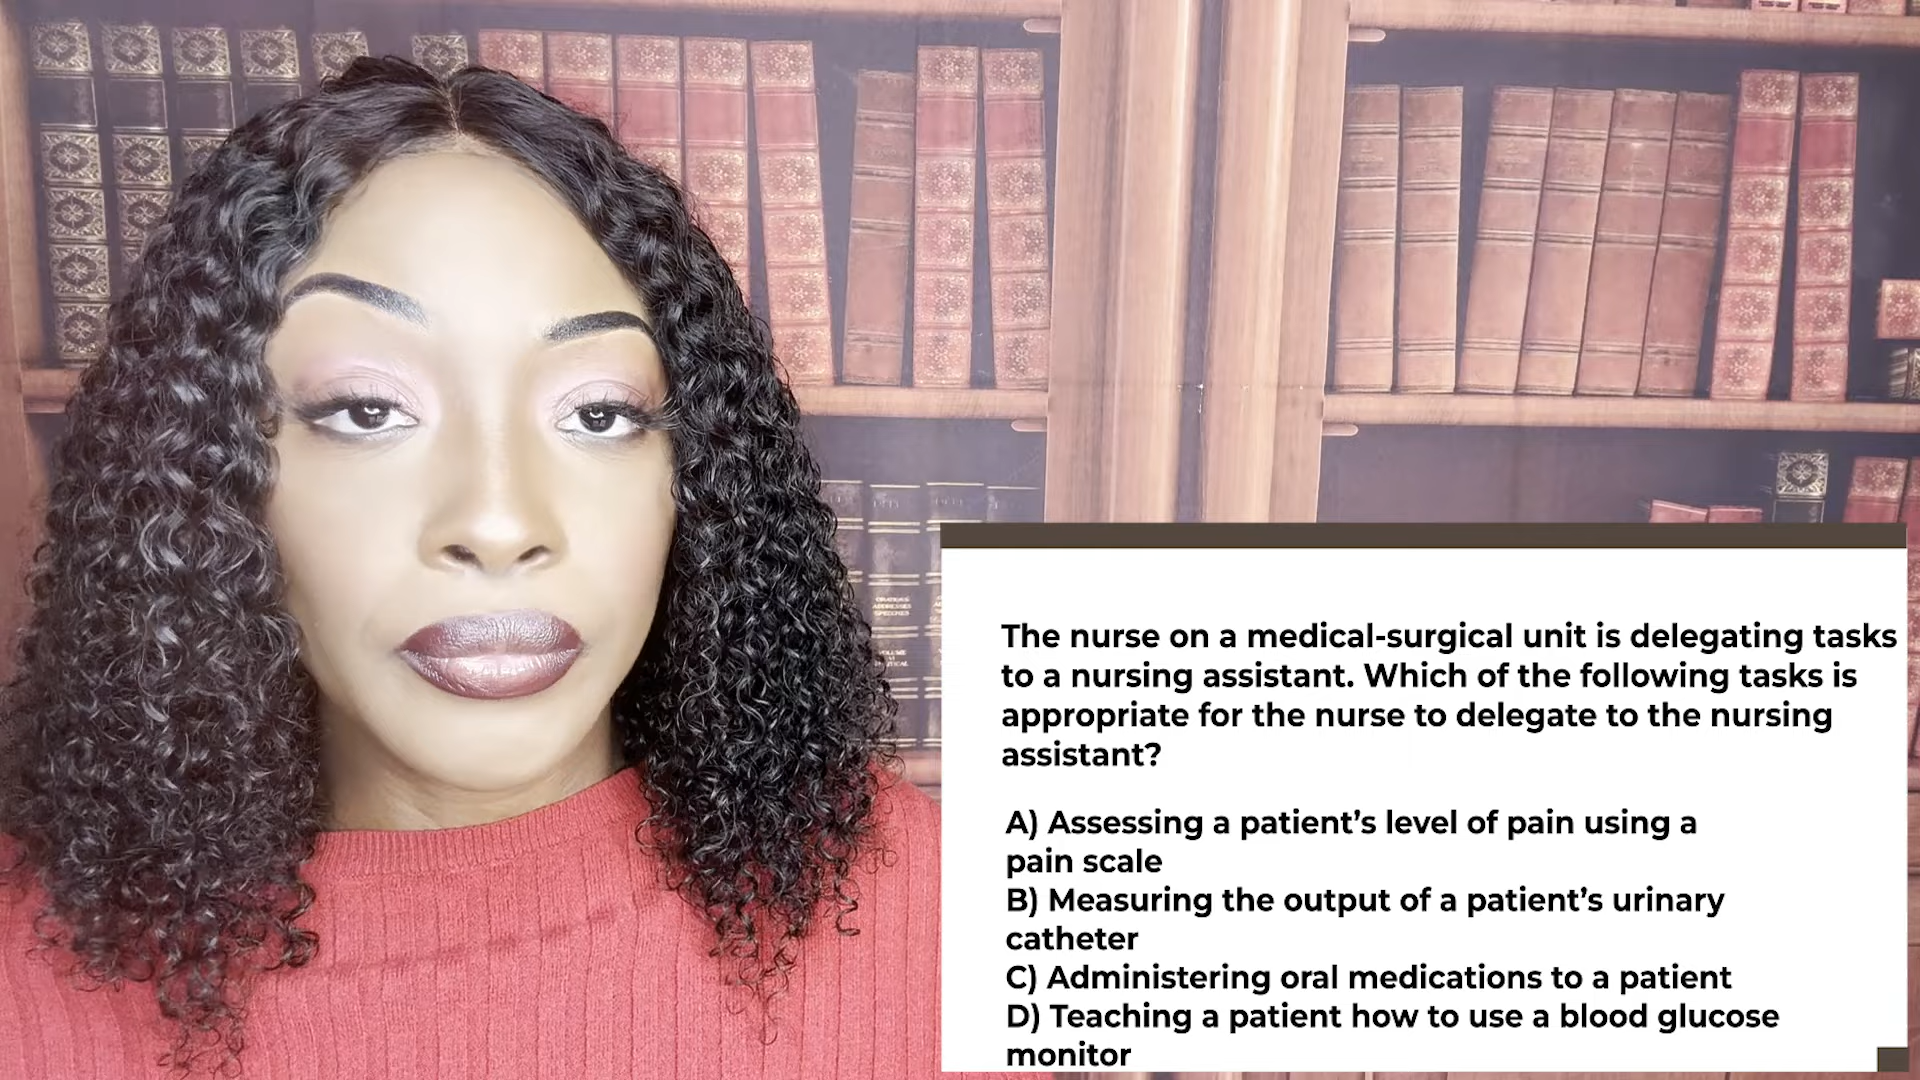 The nurse on a medical-surgical unit is delegating tasks
to a nursing assistant. Which of the following tasks is
appropriate for the nurse to delegate to the nursing
assistant?
A) Assessing a patient’s level of pain using a
pain scale
B) Measuring the output of a patient’s urinary
catheter
C) Administering oral medications to a patient
D) Teaching a patient how to use a blood glucose
monitor